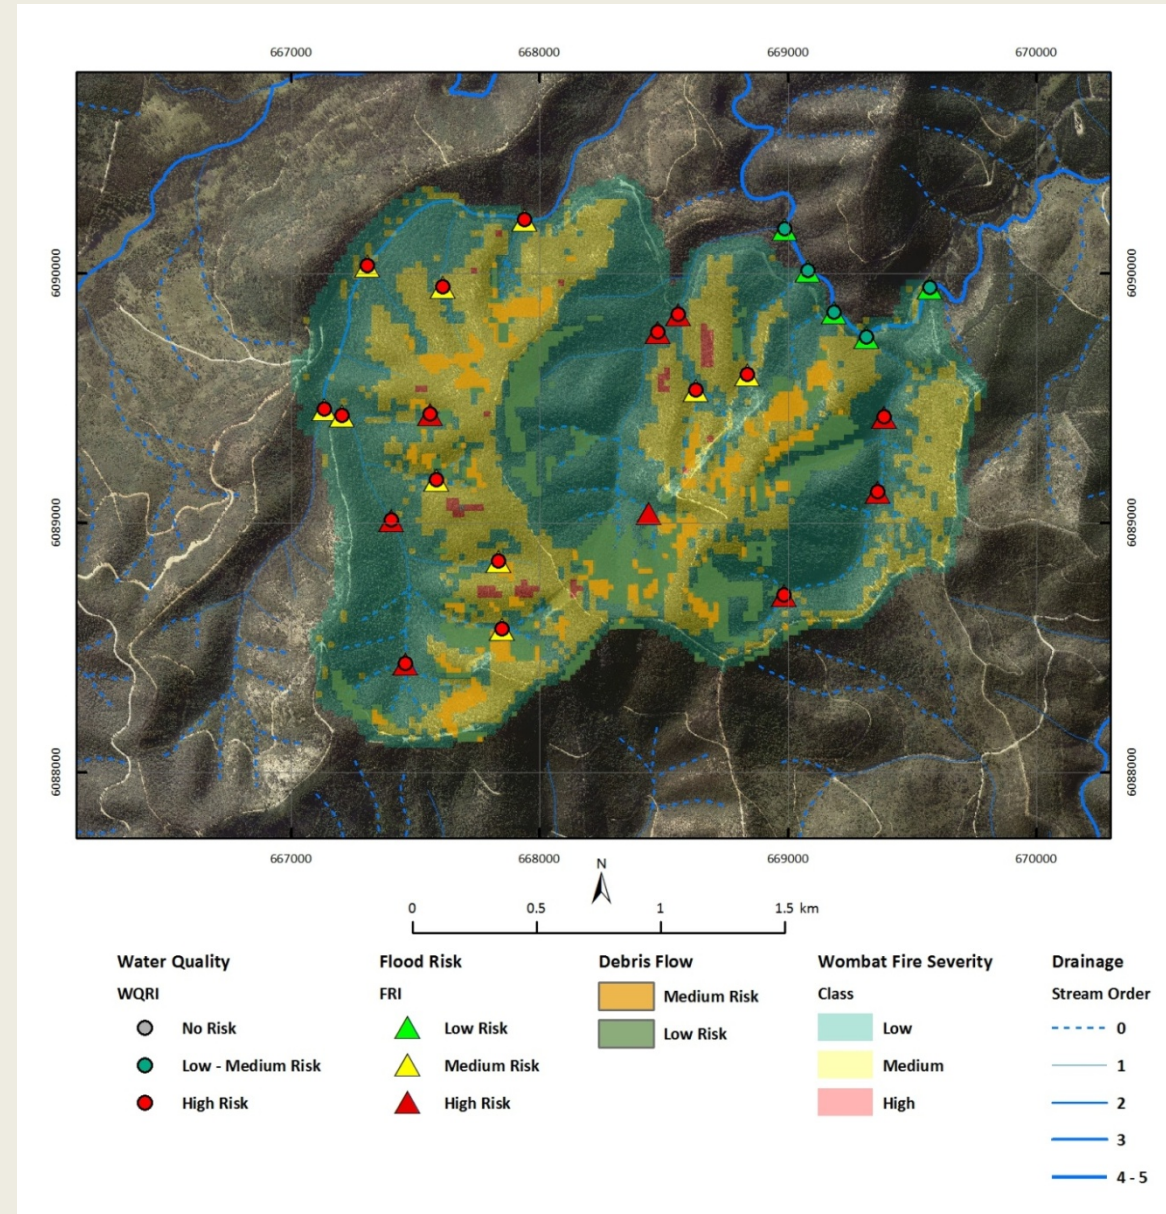 667000 668000 669000 670000
6090000 6090000
6089000 6089000
6088000 6088000
667000 668000 669000 670000
N
0 0.5 1 1.5 km
Water Quality
WQRI
No Risk
Low - Medium Risk
High Risk
Flood Risk
FRI
Low Risk
Medium Risk
High Risk
Debris Flow
Medium Risk
Low Risk
Wombat Fire Severity
Class
Low
Medium
High
Drainage
Stream Order
0
1
2
3
4 - 5